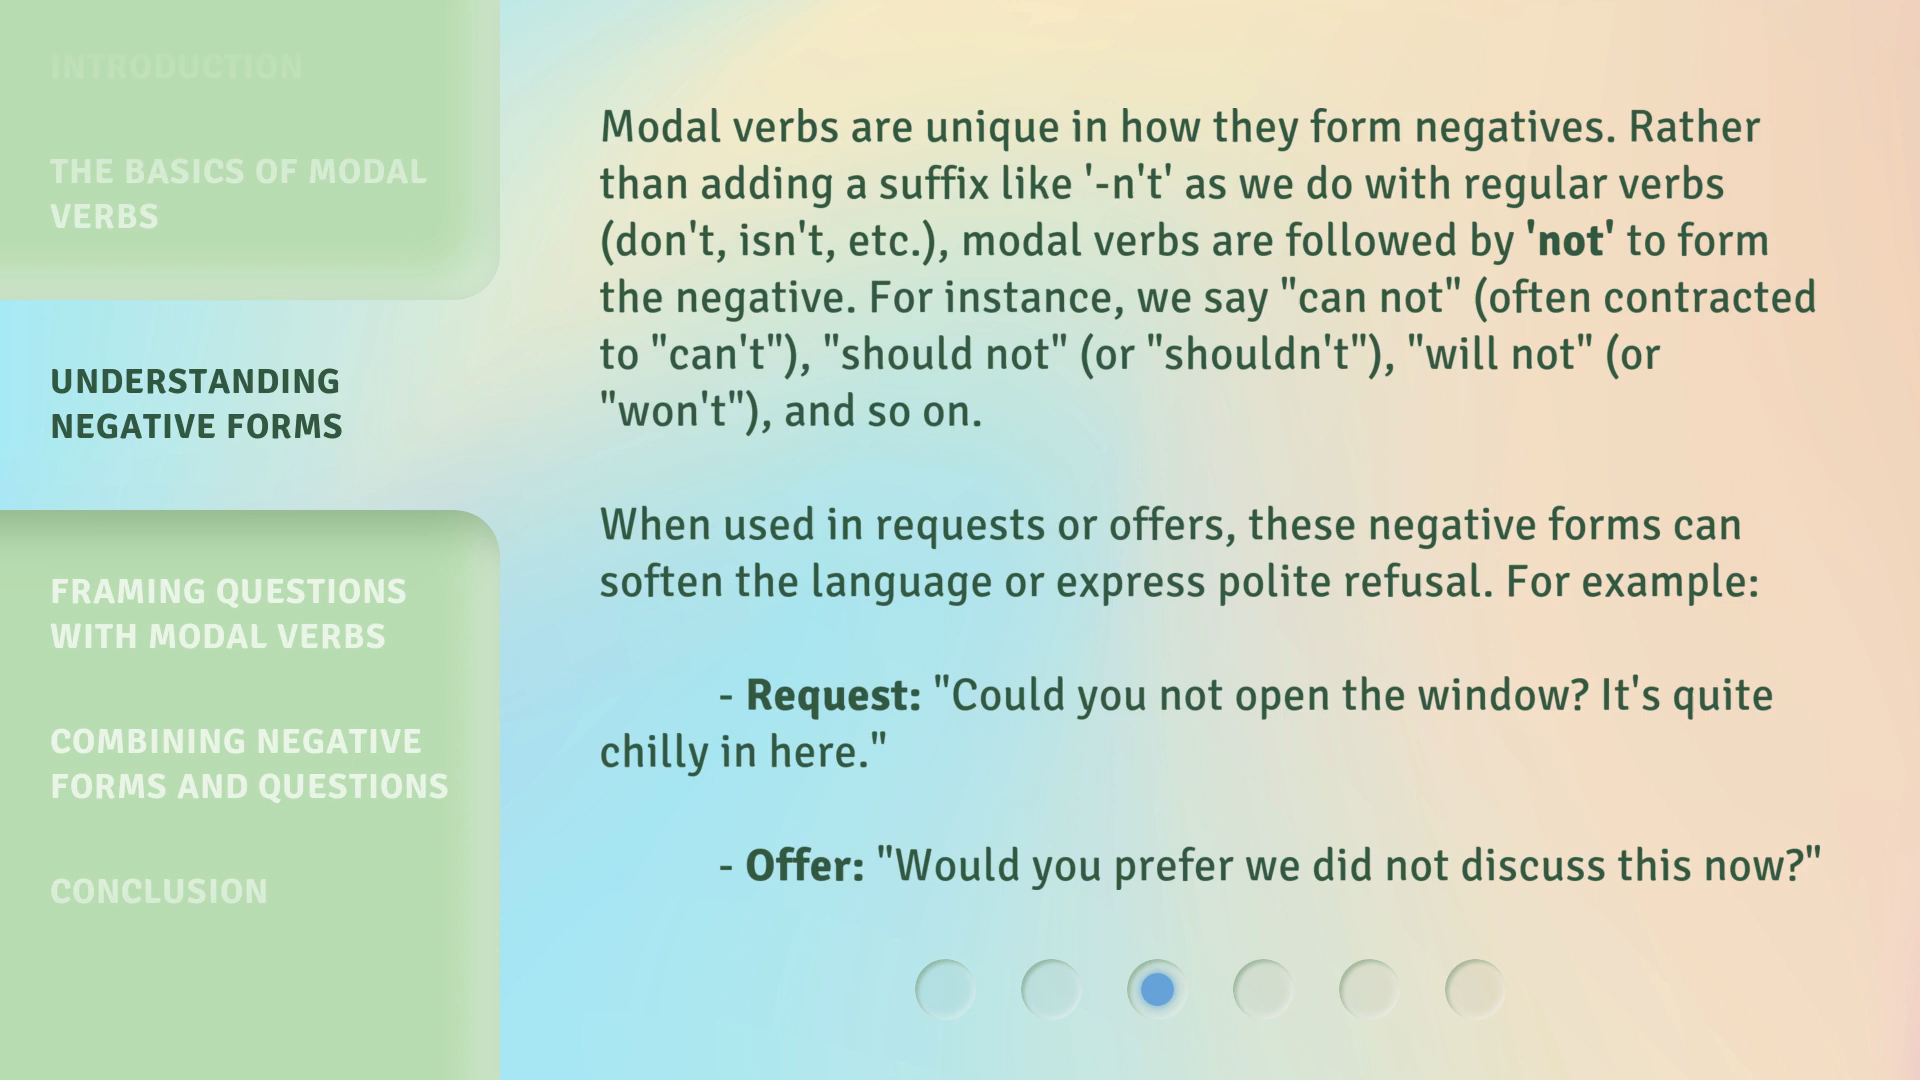 INTRODUCTION
THE BASICS OF MODAL
VERBS
UNDERSTANDING
NEGATIVE FORMS
FRAMING QUESTIONS
WITH MODAL VERBS
COMBINING NEGATIVE
FORMS AND QUESTIONS
CONCLUSION
Modal verbs are unique in how they form negatives. Rather
than adding a suffix like '-n't' as we do with regular verbs
(don't, isn't, etc.), modal verbs are followed by 'not' to form
the negative. For instance, we say "can not" (often contracted
to "can't"), "should not" (or "shouldn't"), "will not" (or
"won't"), and so on.
When used in requests or offers, these negative forms can
soften the language or express polite refusal. For example:
- Request: "Could you not open the window? It's quite
chilly in here."
- Offer: "Would you prefer we did not discuss this now?"